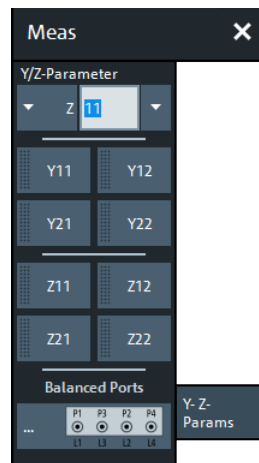 Meas
Y/Z-Parameter
Z 11
Y11 Y12
Y21 Y22
Z11 Z12
Z21 Z22
Balanced Ports
... P1 P3 P2 P4
L1 L3 L2 L4
Y- Z-
Params